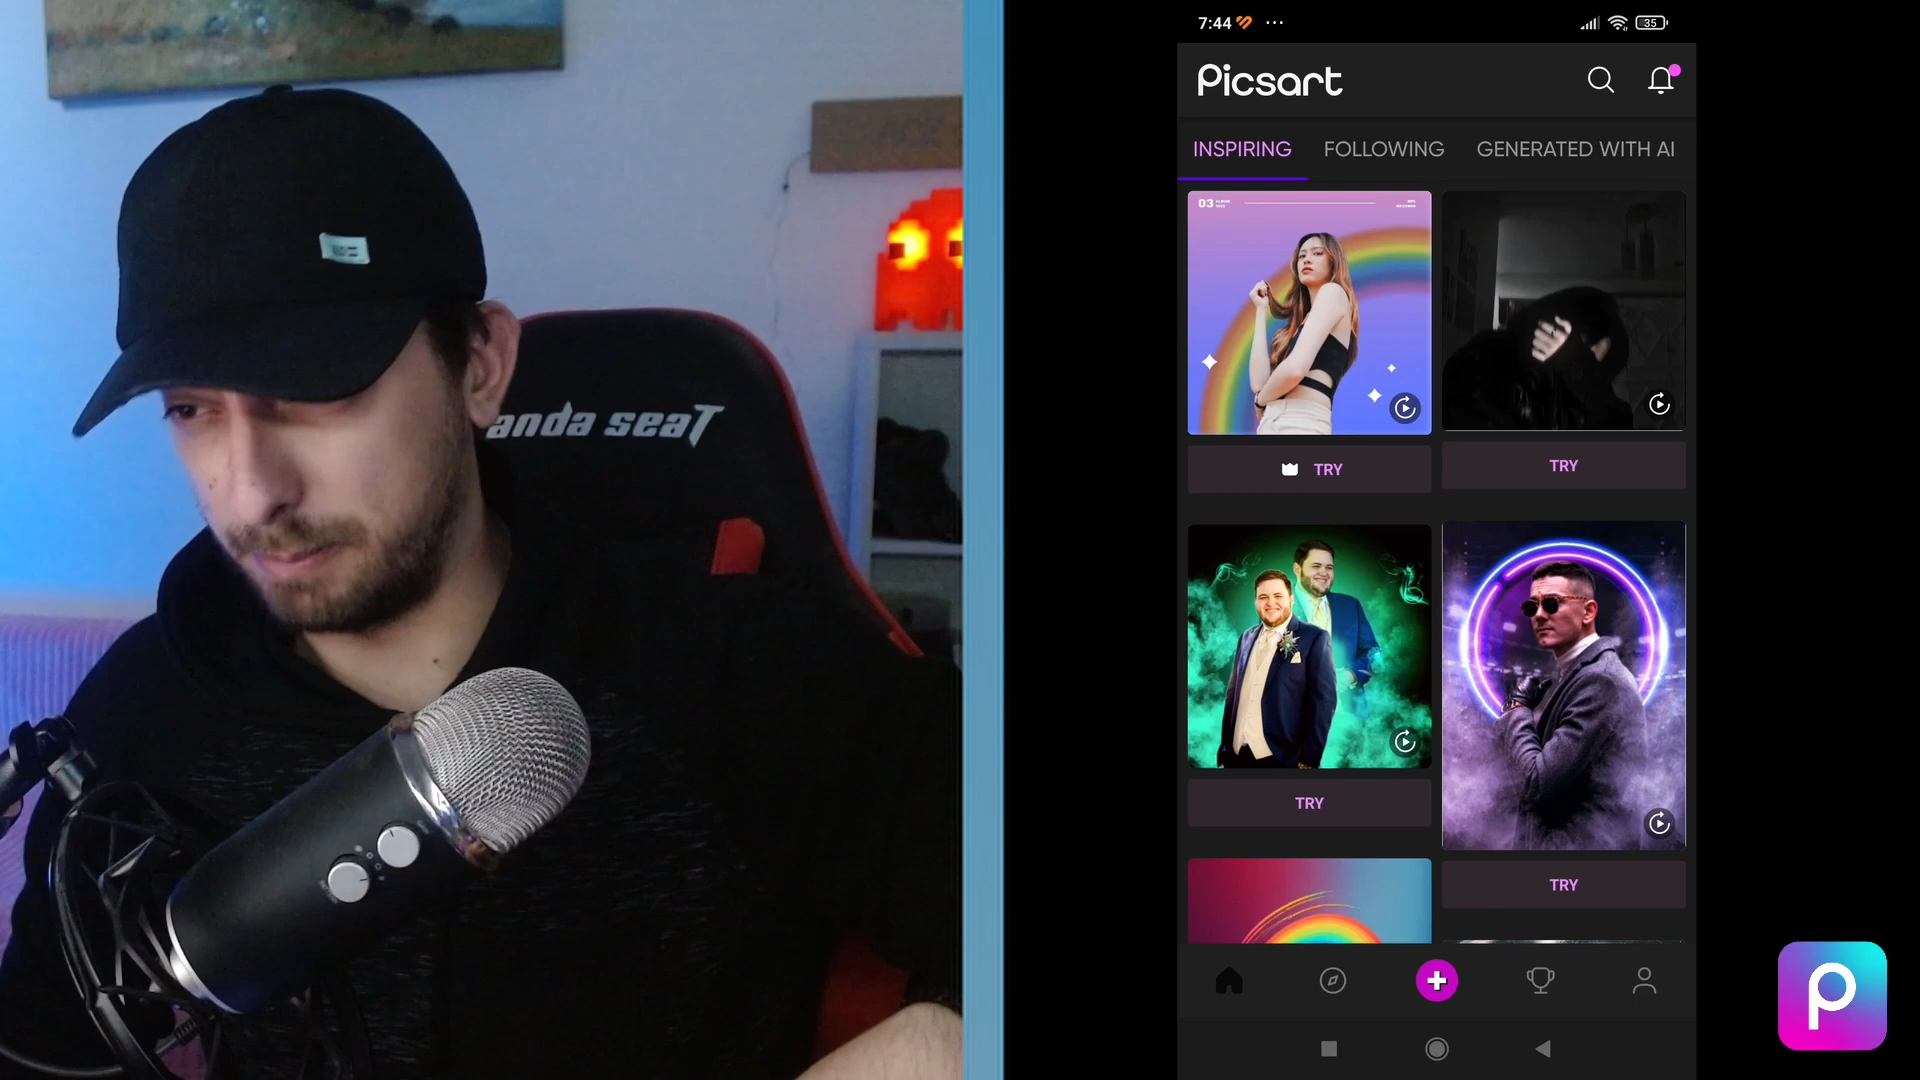 anda seaT
7:44
35
Picsart
INSPIRING
FOLLOWING
GENERATED WITH AI
03
TRY
TRY
TRY
TRY